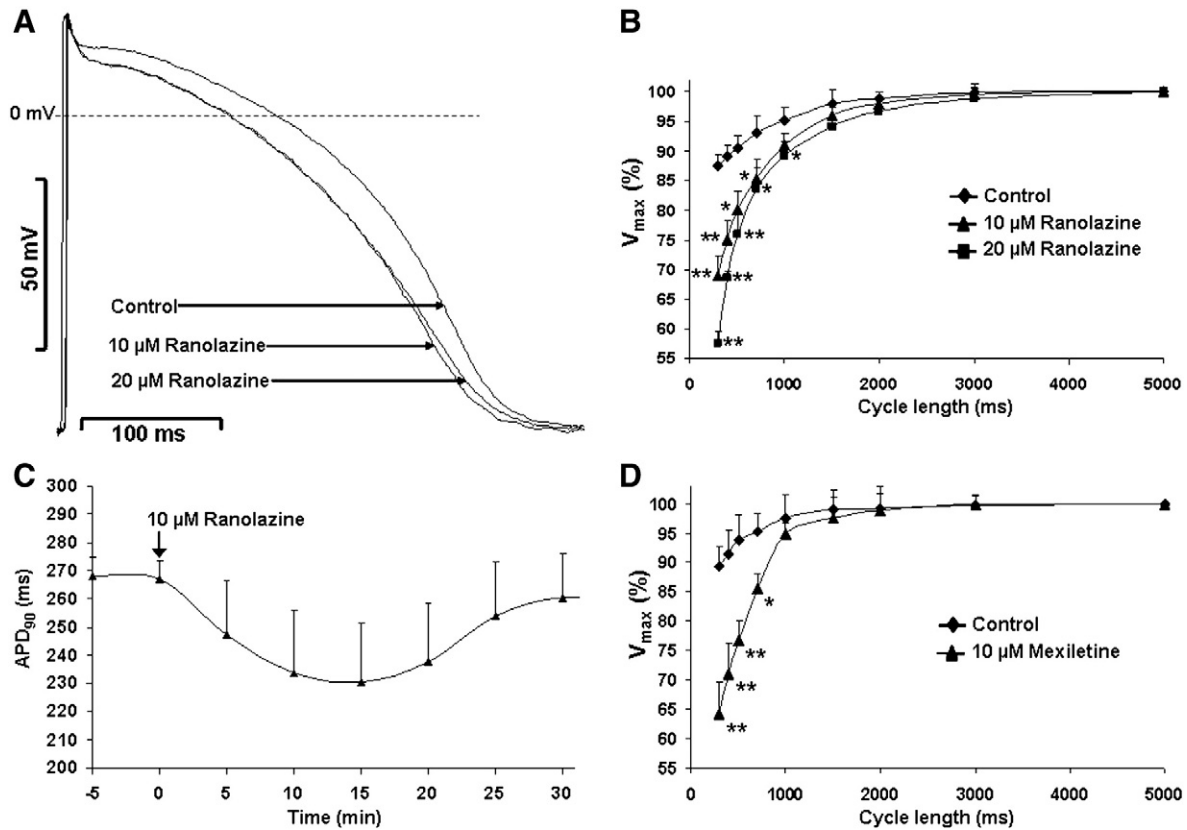 A
0 mV
50 mV
Control
10 µM Ranolazine
20 µM Ranolazine
100 ms
B
100
95
90
85
80
75
70
65
60
55
Vmax (%)
*
*
*
*
**
**
**
**
**
Control
10 µM Ranolazine
20 µM Ranolazine
0 1000 2000 3000 4000 5000
Cycle length (ms)
C
300
290
280
270
260
250
240
230
220
210
200
APD90 (ms)
10 µM Ranolazine
-5 0 5 10 15 20 25 30
Time (min)
D
100
95
90
85
80
75
70
65
60
55
Vmax (%)
*
**
**
**
Control
10 µM Mexiletine
0 1000 2000 3000 4000 5000
Cycle length (ms)